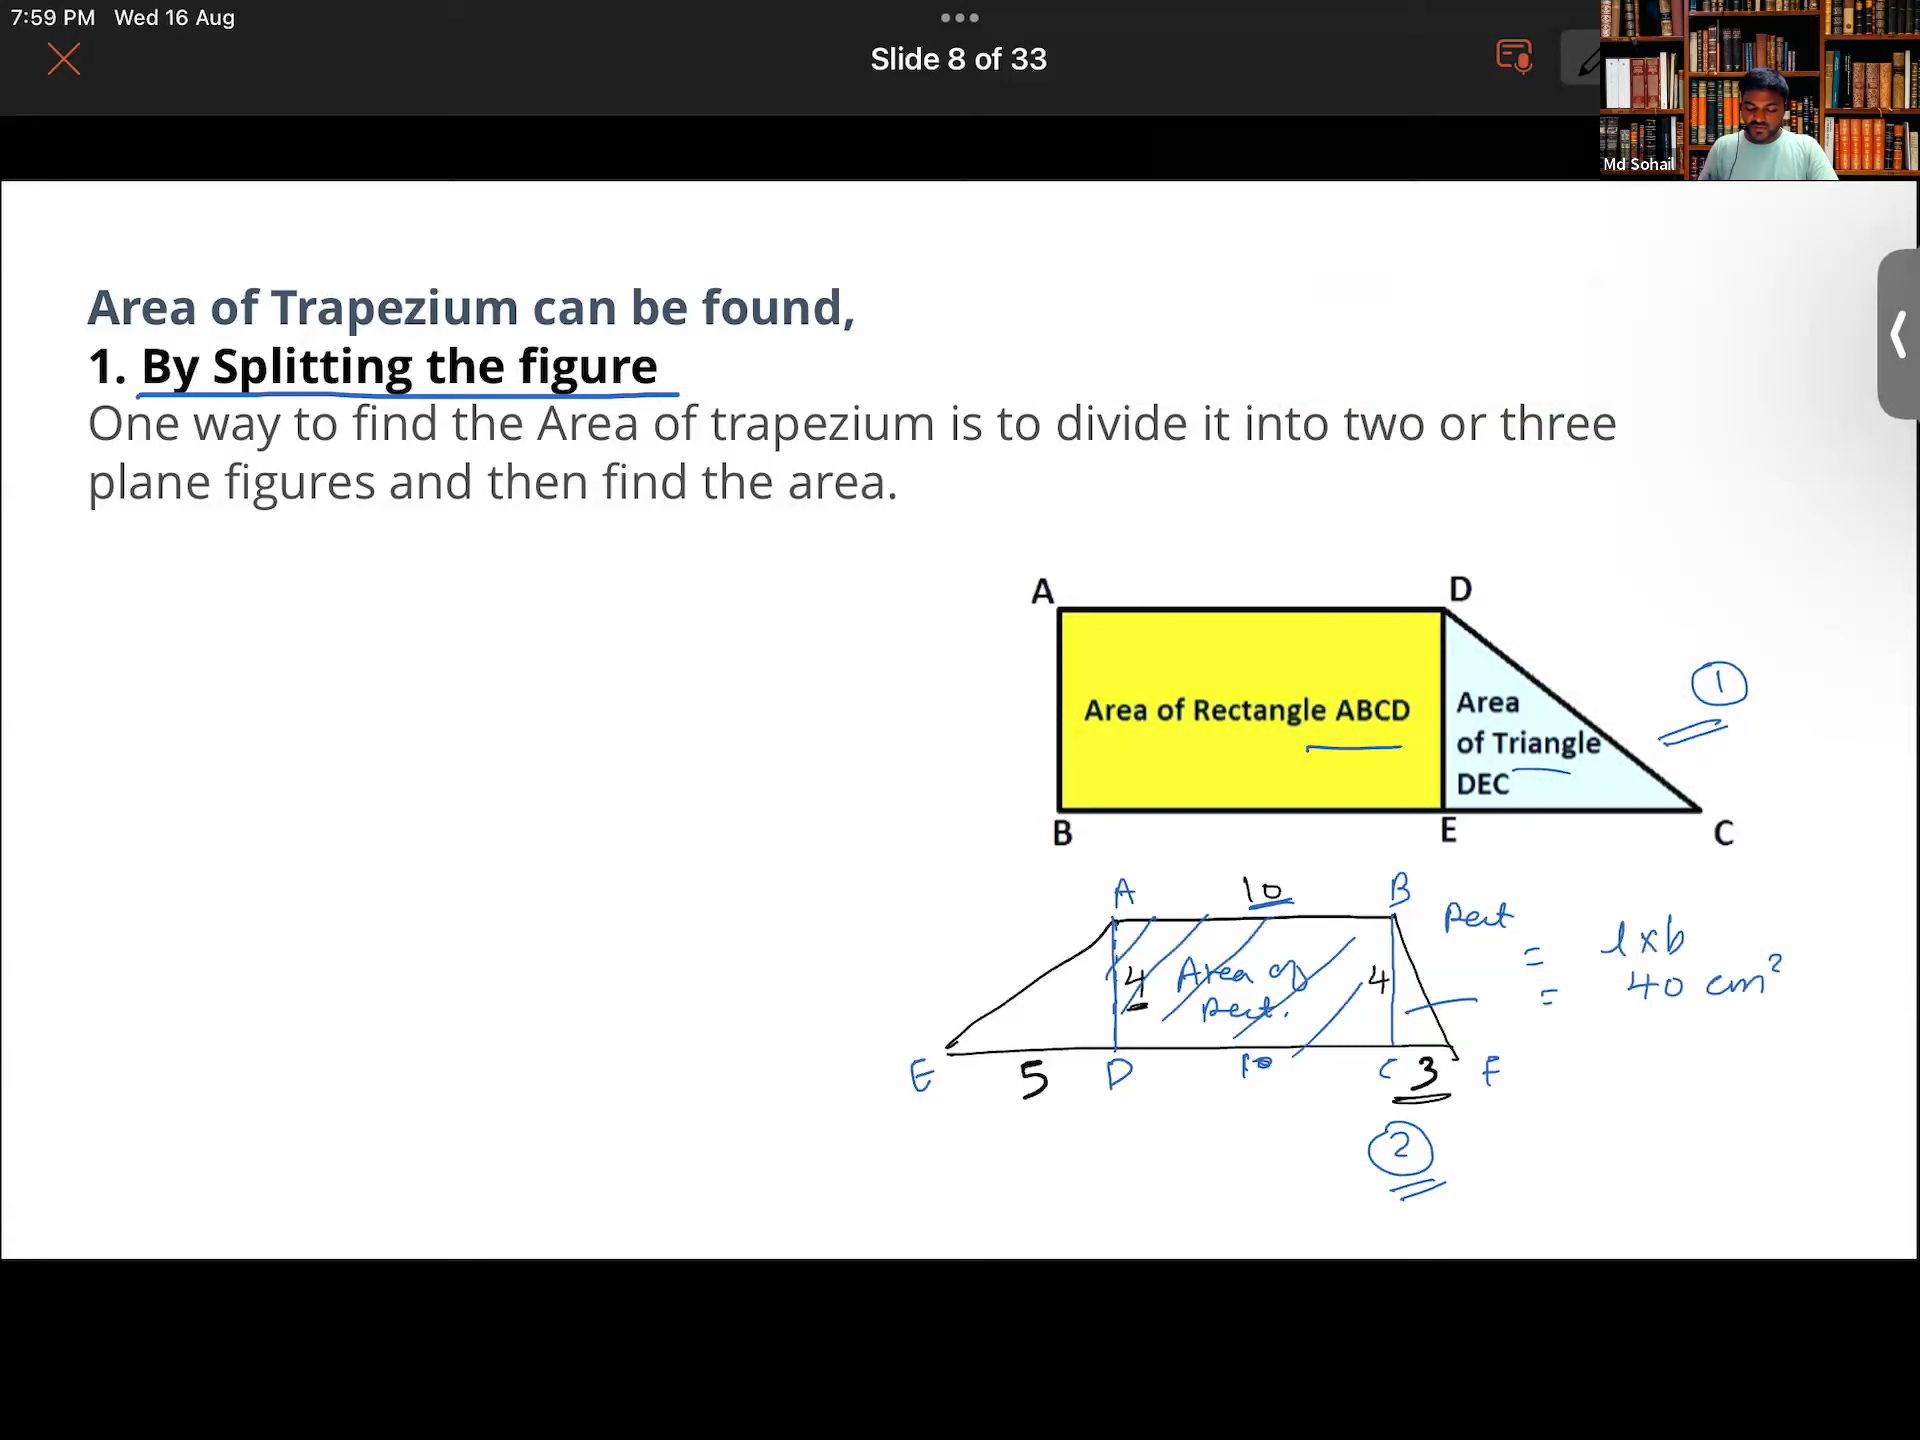 7:59 PM Wed 16 Aug
Slide 8 of 33
Md Sohail
Area of Trapezium can be found,
1. By Splitting the figure
One way to find the Area of trapezium is to divide it into two or three
plane figures and then find the area.
A
D
Area of Rectangle ABCD
Area
of Triangle
DEC
1
B
E
C
A
10
B
4
Area of
Rect.
4
Rect
= l×b
= 40 cm²
E
5
D
10
C
3
F
2